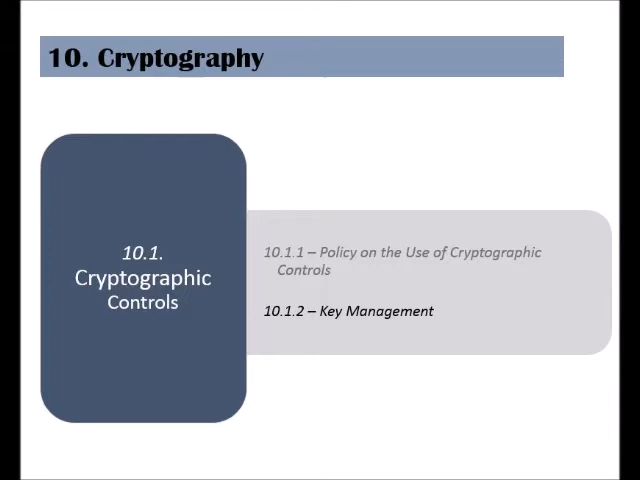 10. Cryptography
10.1.
Cryptographic
Controls
10.1.1 – Policy on the Use of Cryptographic
Controls
10.1.2 – Key Management